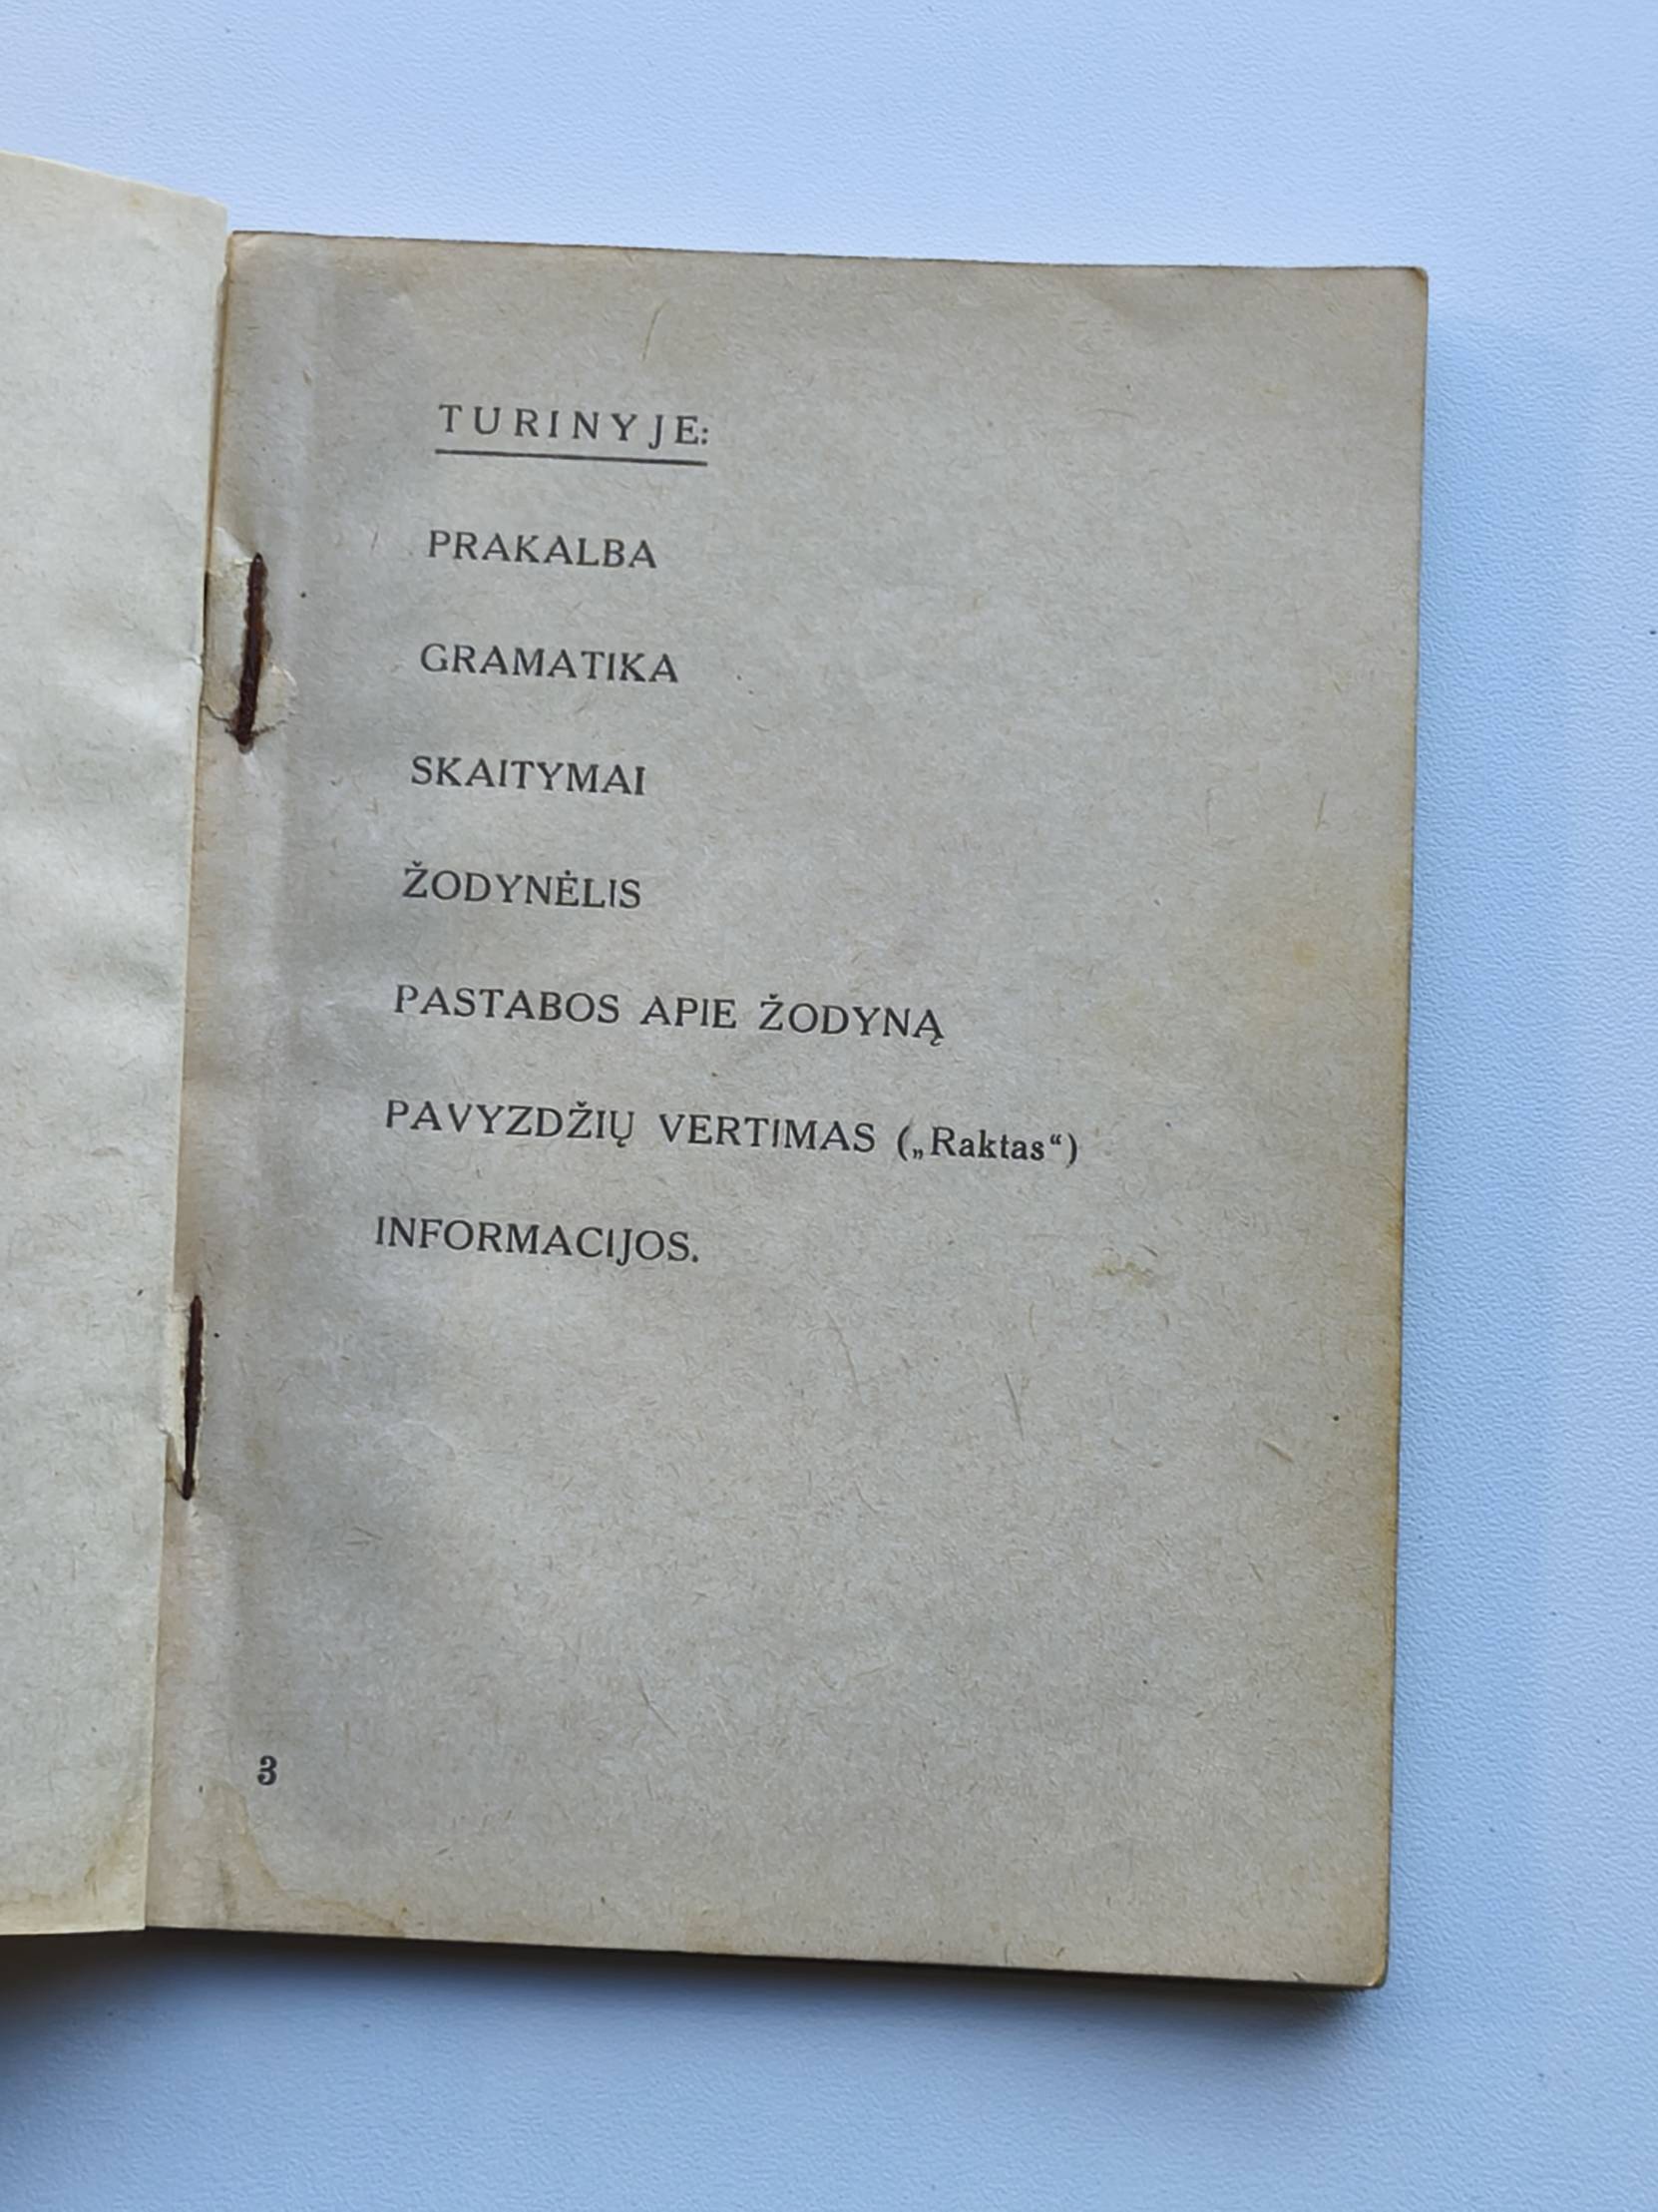 TURINYJE:
PRAKALBA
GRAMATIKA
SKAITYMAI
ŽODYNĖLIS
PASTABOS APIE ŽODYNĄ
PAVYZDŽIŲ VERTIMAS („Raktas“)
INFORMACIJOS.
3